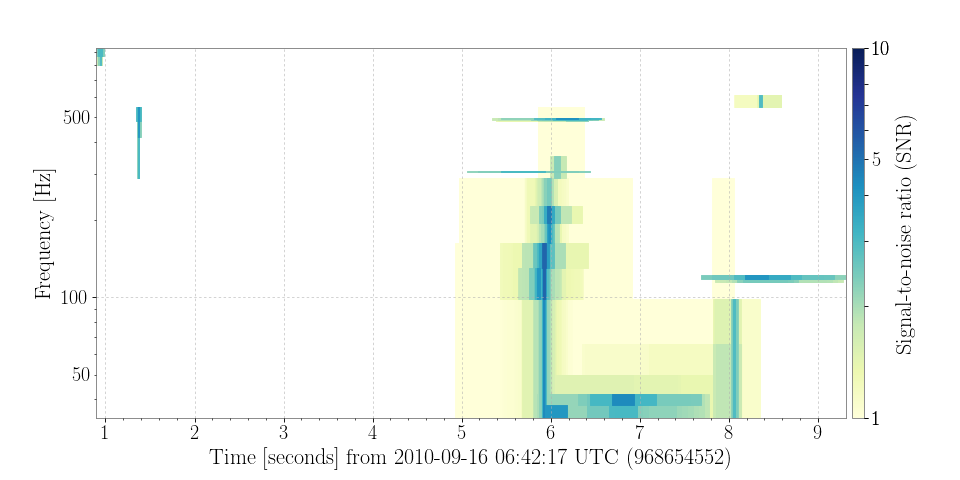 500
100
50
Frequency [Hz]
1 2 3 4 5 6 7 8 9
Time [seconds] from 2010-09-16 06:42:17 UTC (968654552)
10
5
1
Signal-to-noise ratio (SNR)